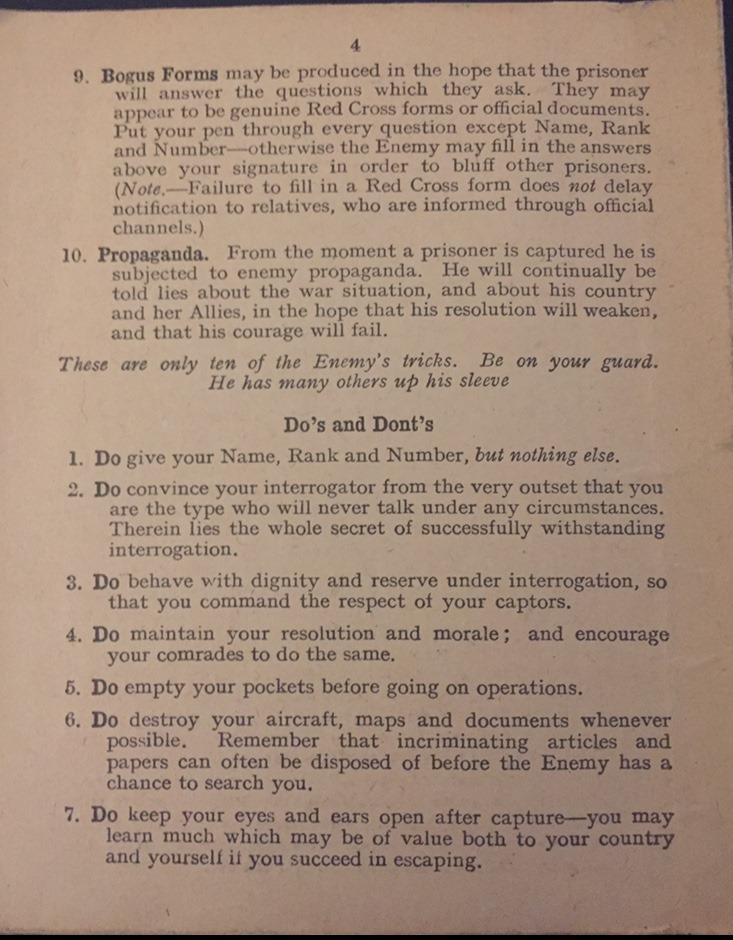 4
9. Bogus Forms may be produced in the hope that the prisoner
will answer the questions which they ask. They may
appear to be genuine Red Cross forms or official documents.
Put your pen through every question except Name, Rank
and Number—otherwise the Enemy may fill in the answers
above your signature in order to bluff other prisoners.
(Note.—Failure to fill in a Red Cross form does not delay
notification to relatives, who are informed through official
channels.)
10. Propaganda. From the moment a prisoner is captured he is
subjected to enemy propaganda. He will continually be
told lies about the war situation, and about his country
and her Allies, in the hope that his resolution will weaken,
and that his courage will fail.
These are only ten of the Enemy's tricks. Be on your guard.
He has many others up his sleeve
Do's and Dont's
1. Do give your Name, Rank and Number, but nothing else.
2. Do convince your interrogator from the very outset that you
are the type who will never talk under any circumstances.
Therein lies the whole secret of successfully withstanding
interrogation.
3. Do behave with dignity and reserve under interrogation, so
that you command the respect of your captors.
4. Do maintain your resolution and morale; and encourage
your comrades to do the same.
5. Do empty your pockets before going on operations.
6. Do destroy your aircraft, maps and documents whenever
possible. Remember that incriminating articles and
papers can often be disposed of before the Enemy has a
chance to search you.
7. Do keep your eyes and ears open after capture—you may
learn much which may be of value both to your country
and yourself if you succeed in escaping.